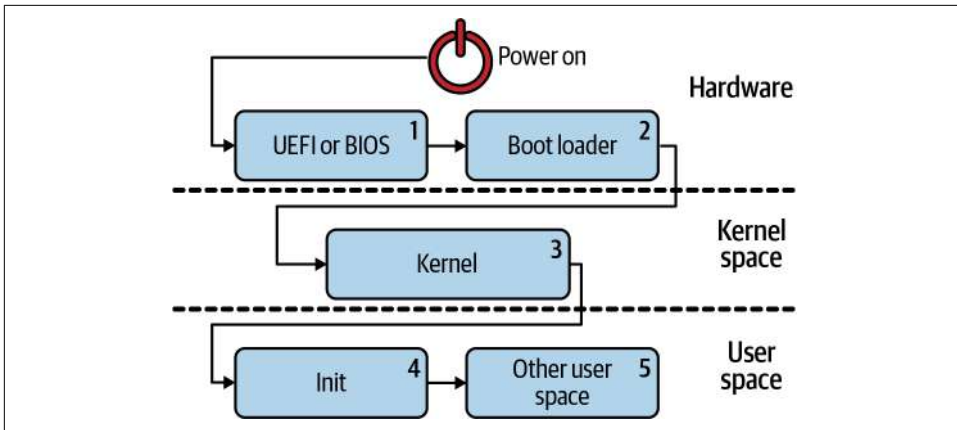 Power on
Hardware
UEFI or BIOS 1
Boot loader 2
Kernel
space
Kernel 3
User
space
Init 4
Other user 5
space